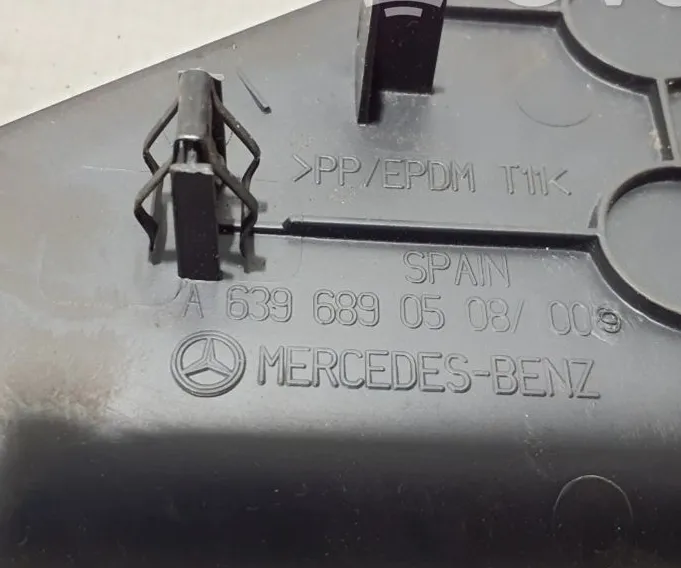 >PP/EPDM T11<
SPAIN
A 639 689 05 08/ 009
MERCEDES-BENZ